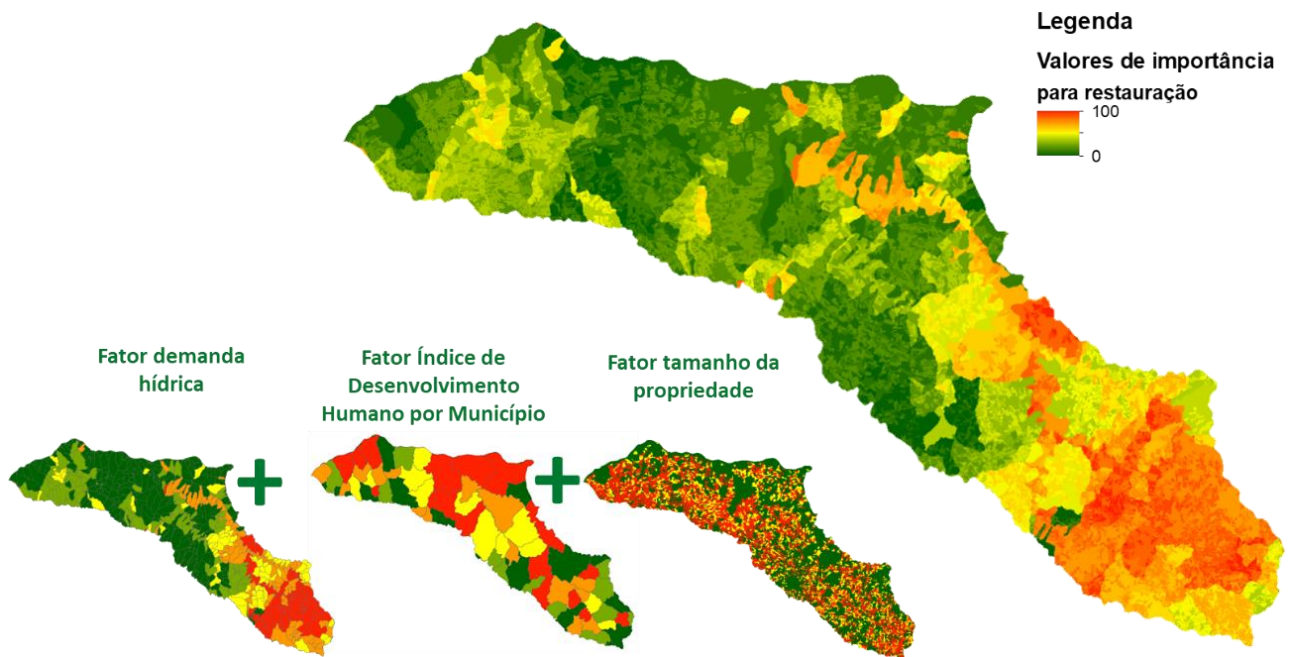 Legenda
Valores de importância
para restauração
100
0
Fator demanda
hídrica
Fator Índice de
Desenvolvimento
Humano por Município
Fator tamanho da
propriedade
+
+